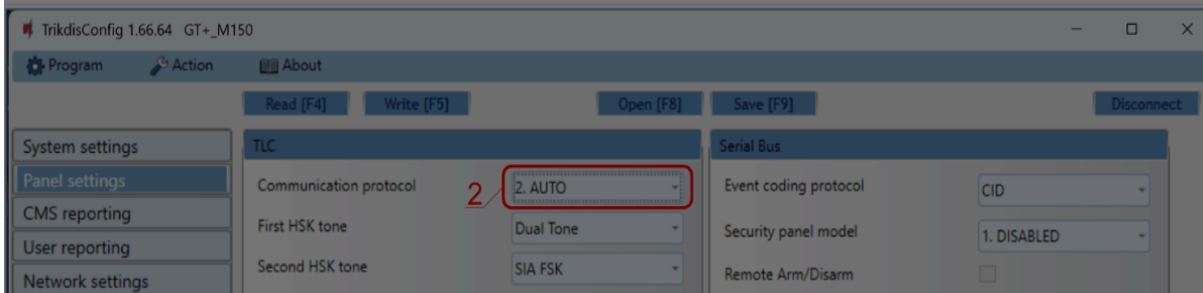 TrikdisConfig 1.66.64 GT+_M150
Program Action About
Read [F4] Write [F5] Open [F8] Save [F9] Disconnect
System settings
Panel settings
CMS reporting
User reporting
Network settings
TLC
Communication protocol 2 2. AUTO
First HSK tone Dual Tone
Second HSK tone SIA FSK
Serial Bus
Event coding protocol CID
Security panel model 1. DISABLED
Remote Arm/Disarm